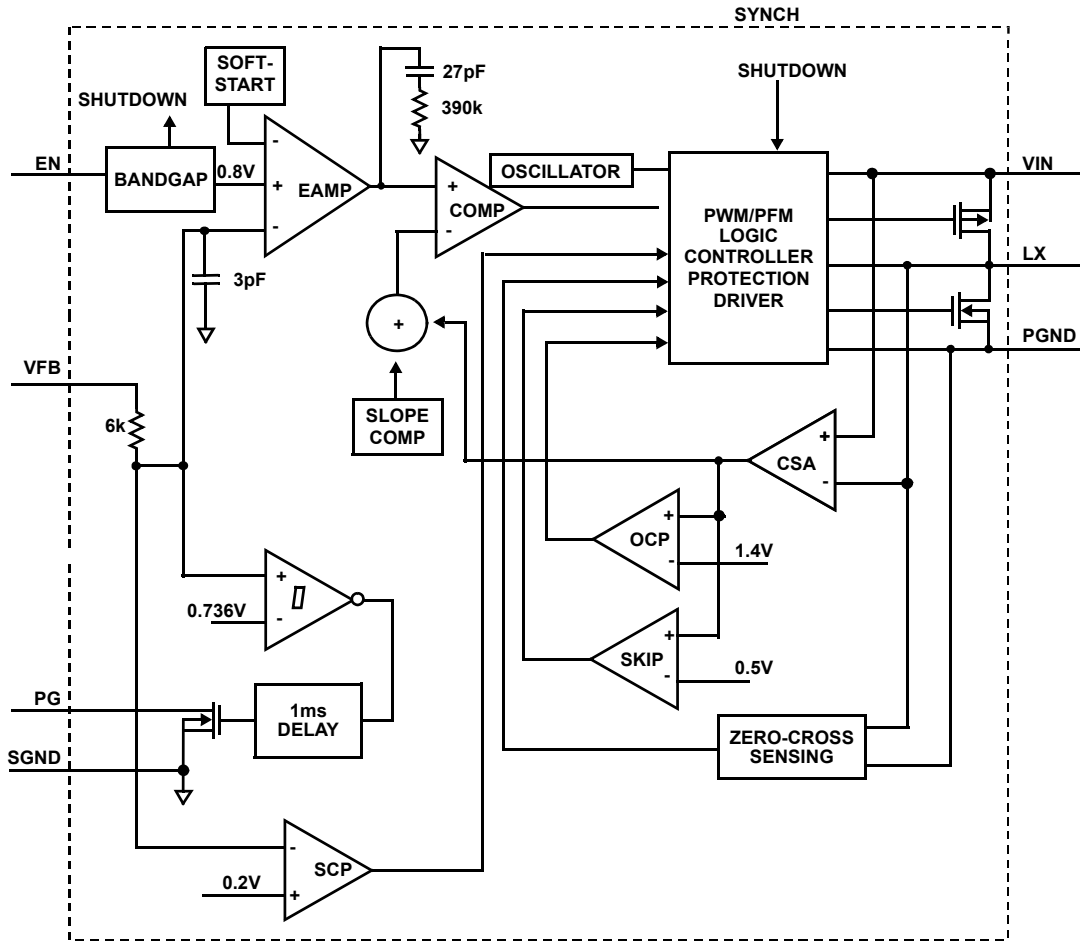 SYNCH
SOFT-
START
27pF
390k
SHUTDOWN
SHUTDOWN
EN
BANDGAP
0.8V
-
+
-
EAMP
+
-
COMP
OSCILLATOR
PWM/PFM
LOGIC
CONTROLLER
PROTECTION
DRIVER
VIN
LX
PGND
3pF
+
VFB
6k
SLOPE
COMP
+
-
CSA
+
-
OCP
1.4V
+
-
0.736V
+
-
SKIP
0.5V
PG
1ms
DELAY
SGND
ZERO-CROSS
SENSING
-
+
SCP
0.2V